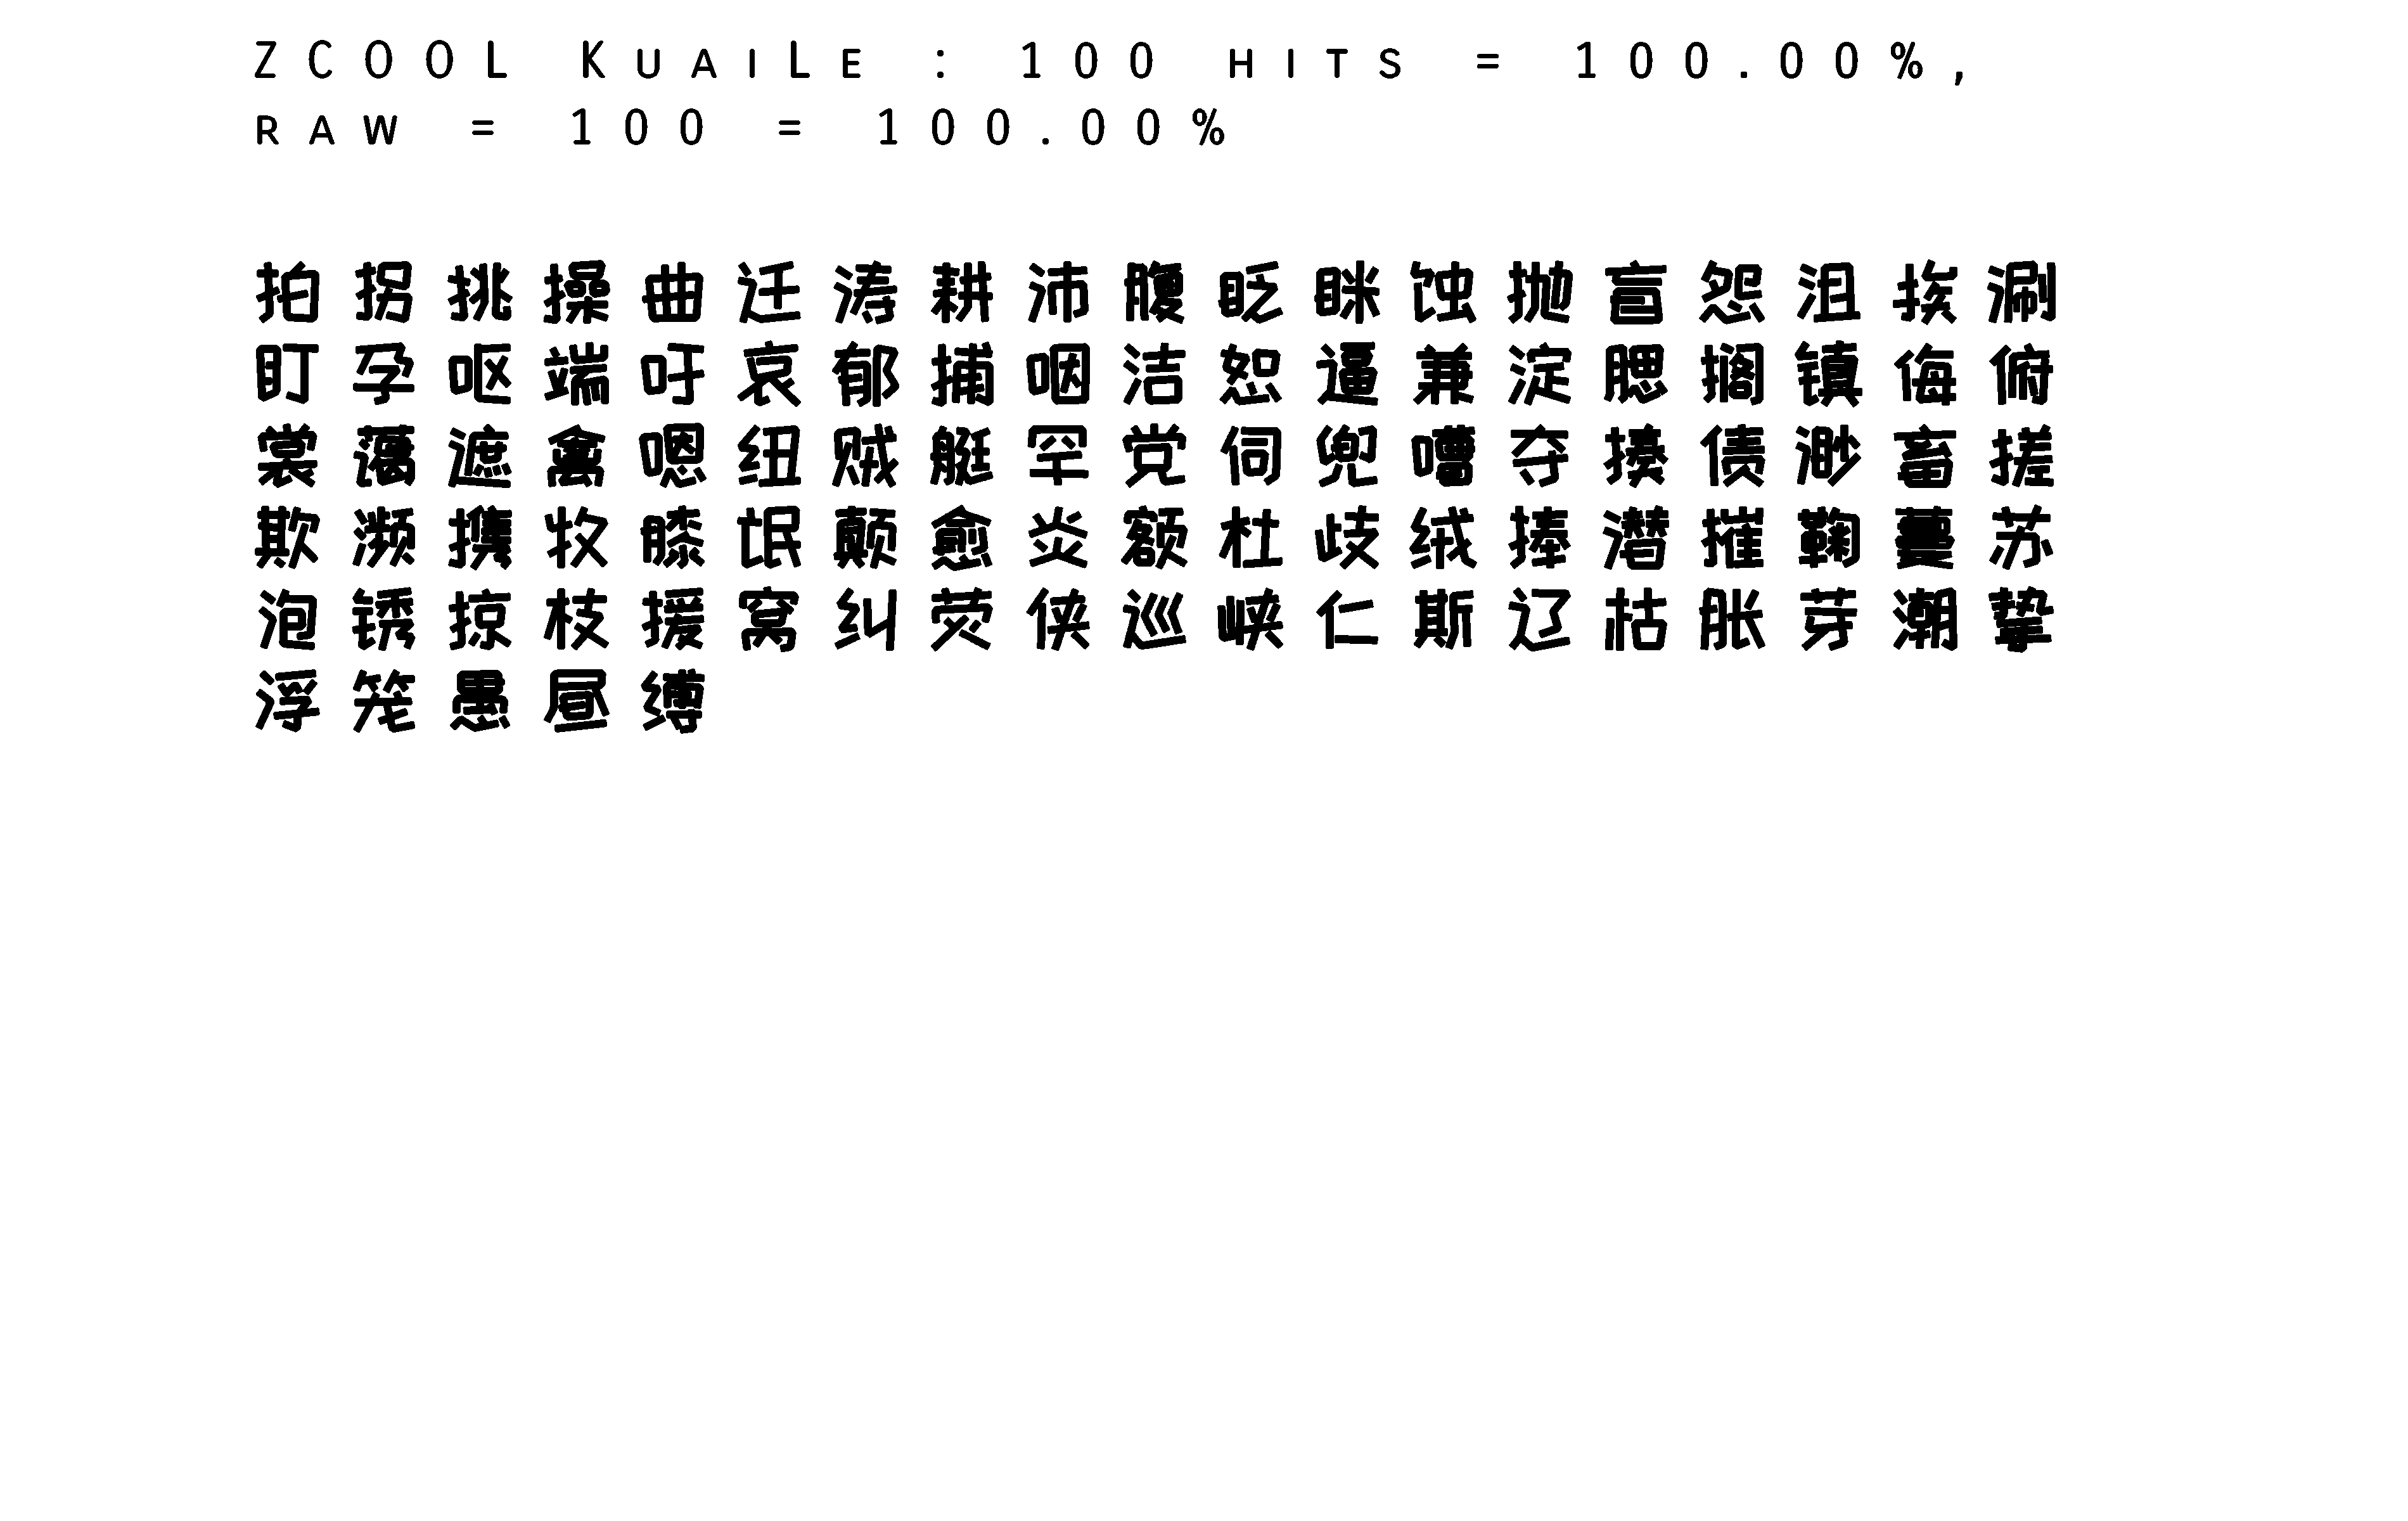 ZCOOL KuaiLe : 100 hits = 100.00%,
raw = 100 = 100.00%
拍拐挑操曲迁涛耕沛腹眨眯蚀抛盲怨沮挨涮
盯孕呕端吁哀郁捕咽洁恕逼兼淀腮搁镇侮俯
裳藹遮禽嗯纽贼艇罕党伺兜嘈夺揍债渺畜搓
欺濒携牧膝氓颠愈炎额杜歧绒捧潜摧鞠蔓苏
泡锈掠枝援窝纠荧侠巡峡仁斯辽枯胀芽潮挚
浮笼愚昼缚